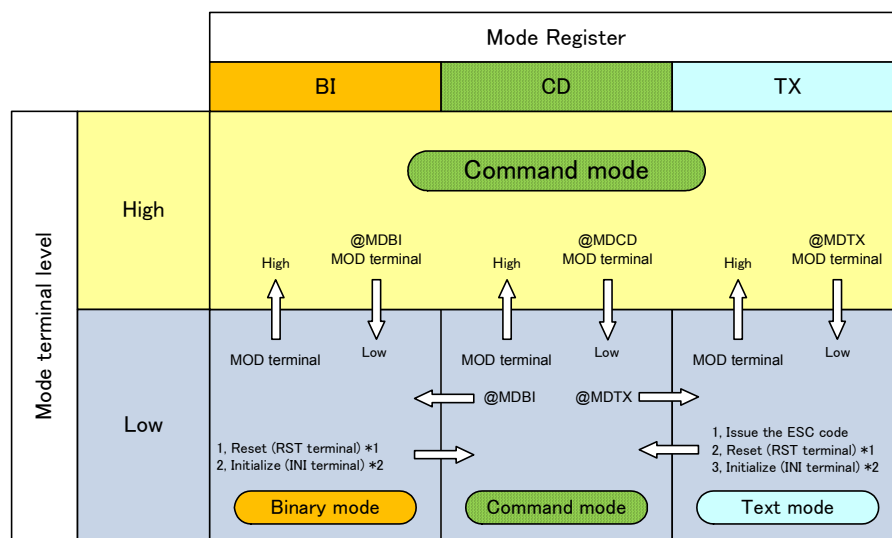 Mode Register
BI
CD
TX
Mode terminal level
High
Command mode
High
@MDBI
MOD terminal
High
@MDCD
MOD terminal
High
@MDTX
MOD terminal
Low
MOD terminal
Low
MOD terminal
Low
MOD terminal
Low
@MDBI
@MDTX
1, Reset (RST terminal) *1
2, Initialize (INI terminal) *2
1, Issue the ESC code
2, Reset (RST terminal) *1
3, Initialize (INI terminal) *2
Binary mode
Command mode
Text mode